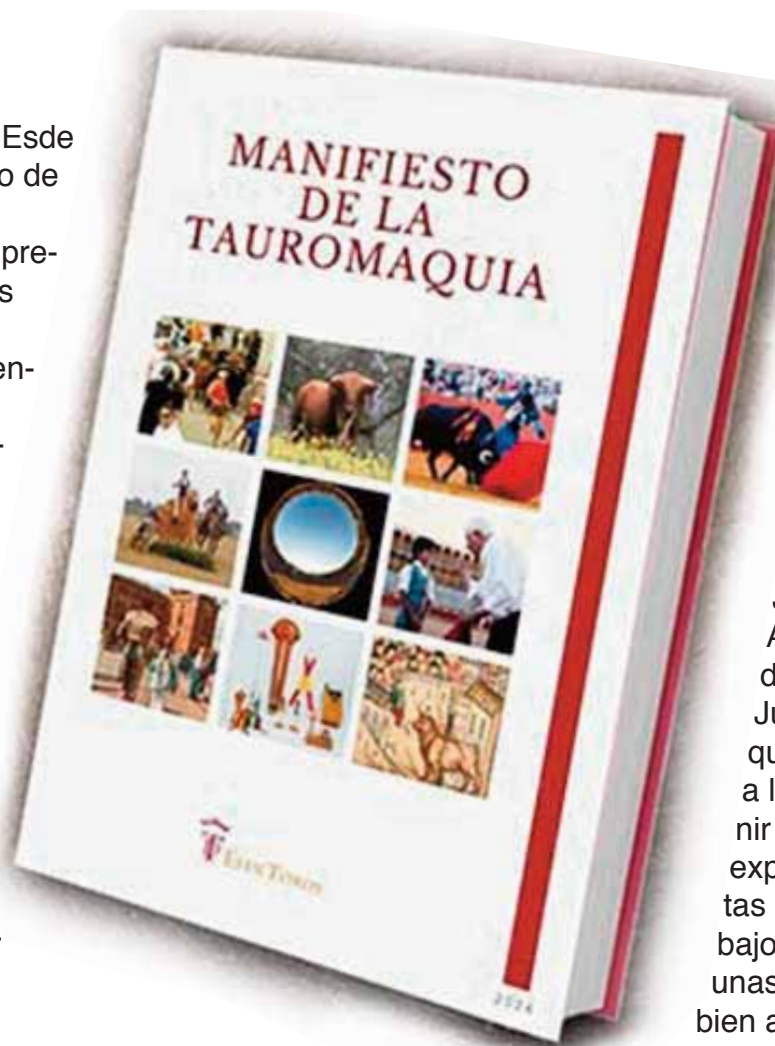 Esde
o de
pre-
s
en-
-
MANIFIESTO
DE LA
TAUROMAQUIA
2024
d
Ju
qu
a l
nir
exp
tas
bajo
unas
bien a